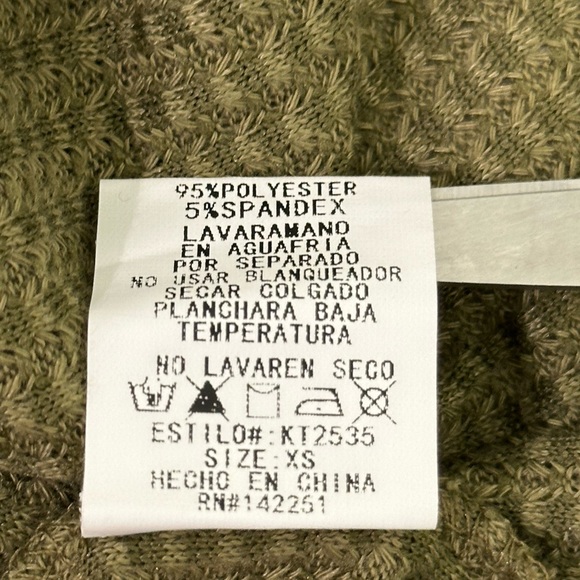 95%POLYESTER
5%SPANDEX
LAVARAMANO
EN AGUAFRIA
POR SEPARADO
NO USAR BLANQUEADOR
SECAR COLGADO
PLANCHARA BAJA
TEMPERATURA
NO LAVAREN SECO
ESTILO#:KT2535
SIZE:XS
HECHO EN CHINA
RN#142251